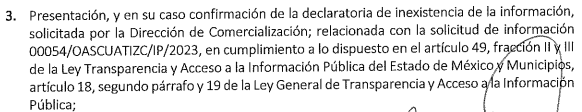 3. Presentación, y en su caso confirmación de la declaratoria de inexistencia de la información,
solicitada por la Dirección de Comercialización; relacionada con la solicitud de información
00054/OASCUATIZC/IP/2023, en cumplimiento a lo dispuesto en el artículo 49, fracción II y III
de la Ley Transparencia y Acceso a la Información Pública del Estado de México y Municipios,
artículo 18, segundo párrafo y 19 de la Ley General de Transparencia y Acceso a la Información
Pública;